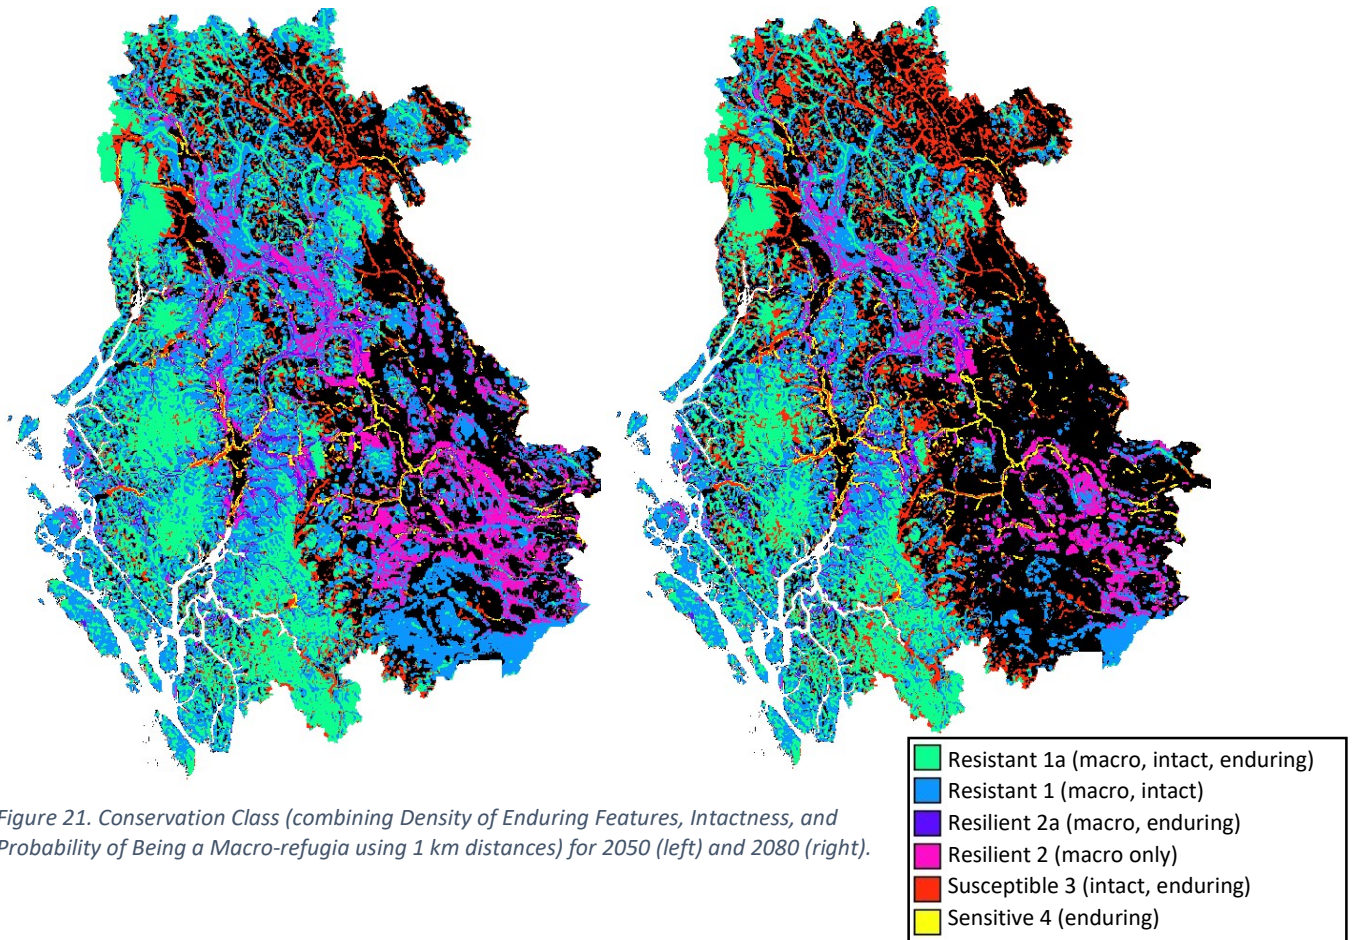 Resistant 1a (macro, intact, enduring)
Resistant 1 (macro, intact)
Resilient 2a (macro, enduring)
Resilient 2 (macro only)
Susceptible 3 (intact, enduring)
Sensitive 4 (enduring)
Figure 21. Conservation Class (combining Density of Enduring Features, Intactness, and
Probability of Being a Macro-refugia using 1 km distances) for 2050 (left) and 2080 (right).